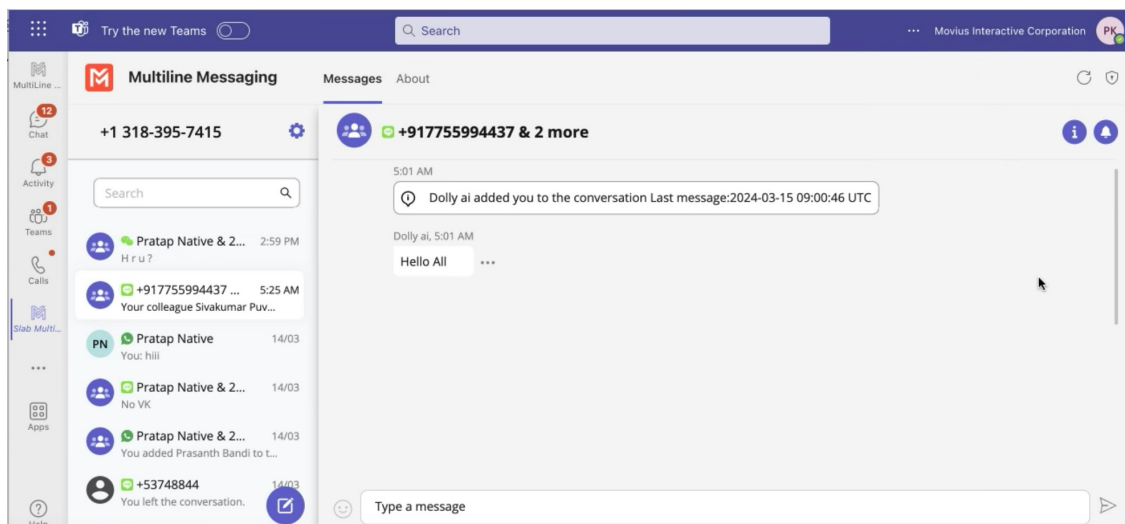 Try the new Teams
Search
... Movius Interactive Corporation PK
MultiLine ...
12
Chat
3
Activity
1
Teams
Calls
Slab Multi...
Apps
Multiline Messaging
Messages About
+1 318-395-7415
Search
Pratap Native & 2... 2:59 PM
H r u ?
+917755994437 ... 5:25 AM
Your colleague Sivakumar Puv...
PN Pratap Native 14/03
You: hiii
Pratap Native & 2... 14/03
No VK
Pratap Native & 2... 14/03
You added Prasanth Bandi to t...
+53748844 14/03
You left the conversation.
+917755994437 & 2 more
5:01 AM
Dolly ai added you to the conversation Last message:2024-03-15 09:00:46 UTC
Dolly ai, 5:01 AM
Hello All
Type a message